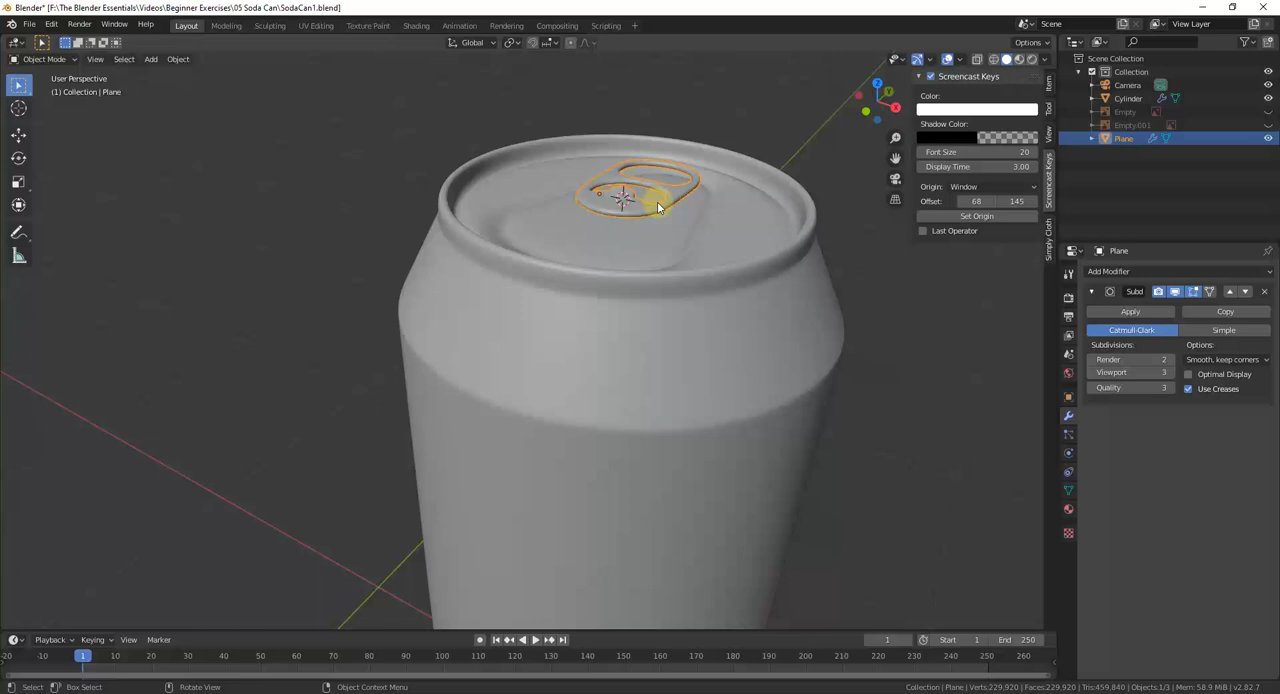 Blender* [F:\The Blender Essentials\Videos\Beginner Exercises\05 Soda Can\SodaCan1.blend]
File Edit Render Window Help Layout Modeling Sculpting UV Editing Texture Paint Shading Animation Rendering Compositing Scripting + Scene View Layer
Global Options
Object Mode View Select Add Object
User Perspective
(1) Collection | Plane
Z
Y
X
Screencast Keys
Color:
Shadow Color:
Font Size 20
Display Time 3.00
Origin: Window
Offset: 68 145
Set Origin
Last Operator
Item
Tool
View
Screencast Keys
Simply Cloth
Scene Collection
Collection
Camera
Cylinder
Empty
Empty.001
Plane
Plane
Add Modifier
Subd
Apply Copy
Catmull-Clark Simple
Subdivisions: Options:
Render 2 Smooth, keep corners
Viewport 3 Optimal Display
Quality 3 Use Creases
Playback Keying View Marker 1 Start 1 End 250
-20 -10 1 10 20 30 40 50 60 70 80 90 100 110 120 130 140 150 160 170 180 190 200 210 220 230 240 250 260
Select Box Select Rotate View Object Context Menu Collection | Plane | Verts:229,920 | Faces:229,920 | Tris:459,840 | Objects:1/3 | Mem: 58.9 MiB | v2.82.7